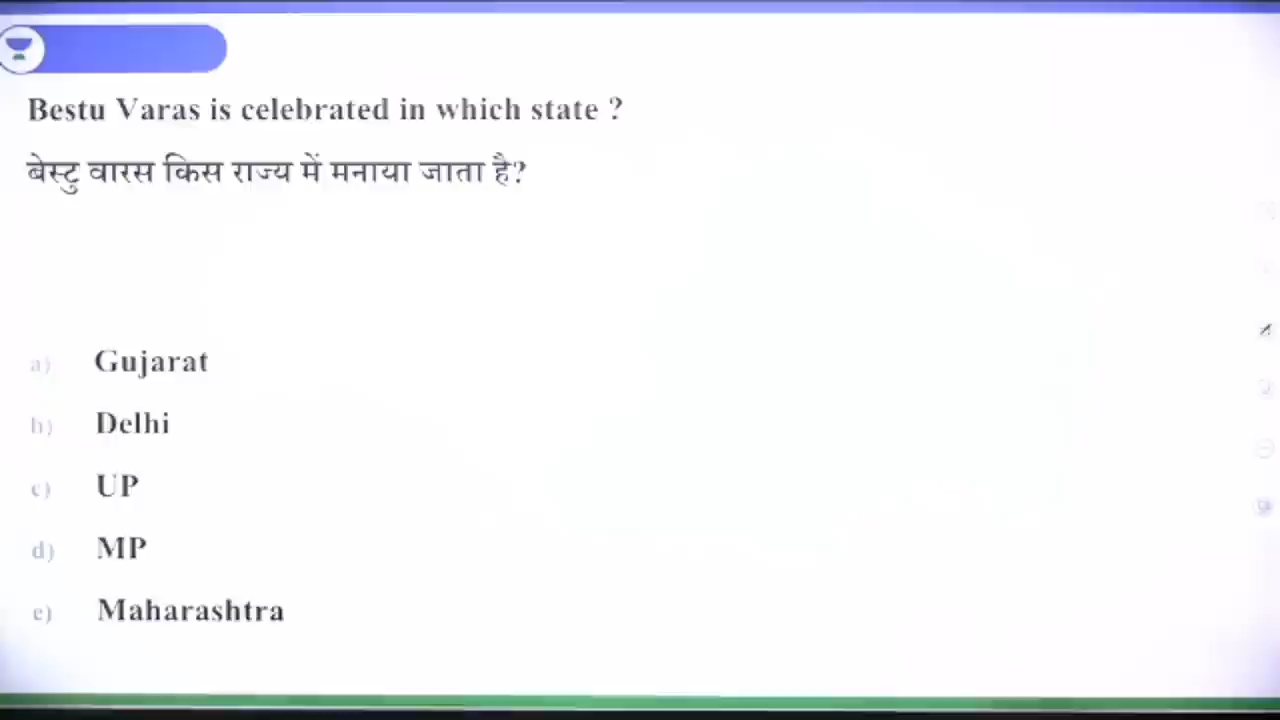 Bestu Varas is celebrated in which state ?
बेस्टु वारस किस राज्य में मनाया जाता है?
a) Gujarat
b) Delhi
c) UP
d) MP
e) Maharashtra